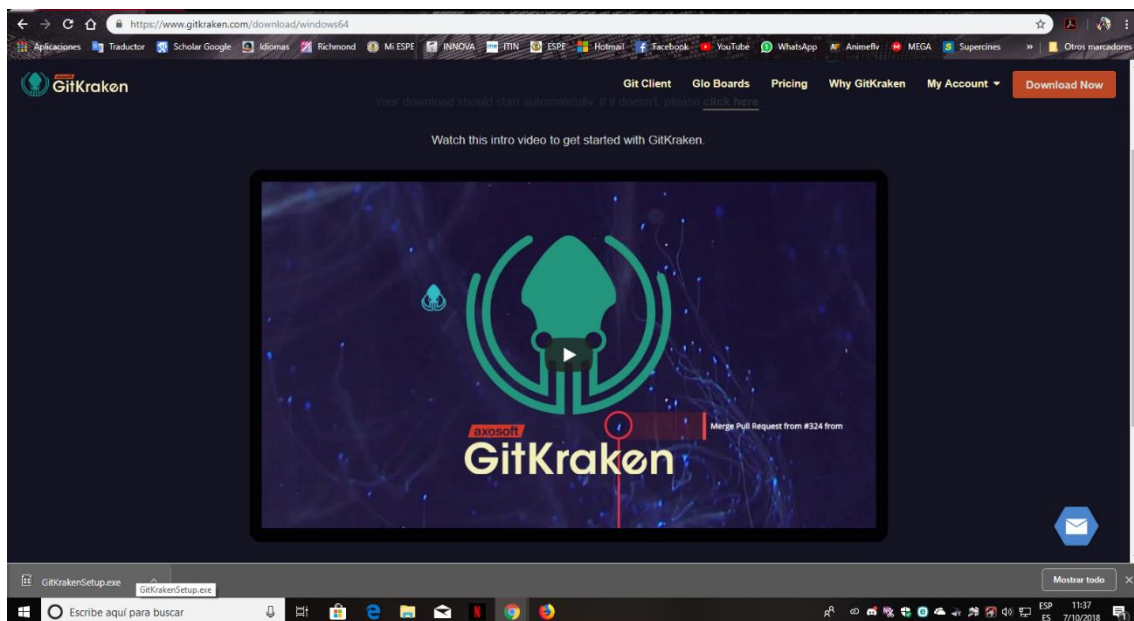 https://www.gitkraken.com/download/windows64
Aplicaciones Traductor Scholar Google Idiomas Richmond Mi ESPE INNOVA ITIN ESPE Hotmail Facebook YouTube WhatsApp Animeflv MEGA Supercines » Otros marcadores
axosoft
GitKraken
Git Client Glo Boards Pricing Why GitKraken My Account Download Now
Your download should start automatically. If it doesn't, please click here
Watch this intro video to get started with GitKraken.
Merge Pull Request from #324 from
axosoft
GitKraken
GitKrakenSetup.exe
GitKrakenSetup.exe
Mostrar todo
Escribe aquí para buscar
ESP 11:37
ES 7/10/2018